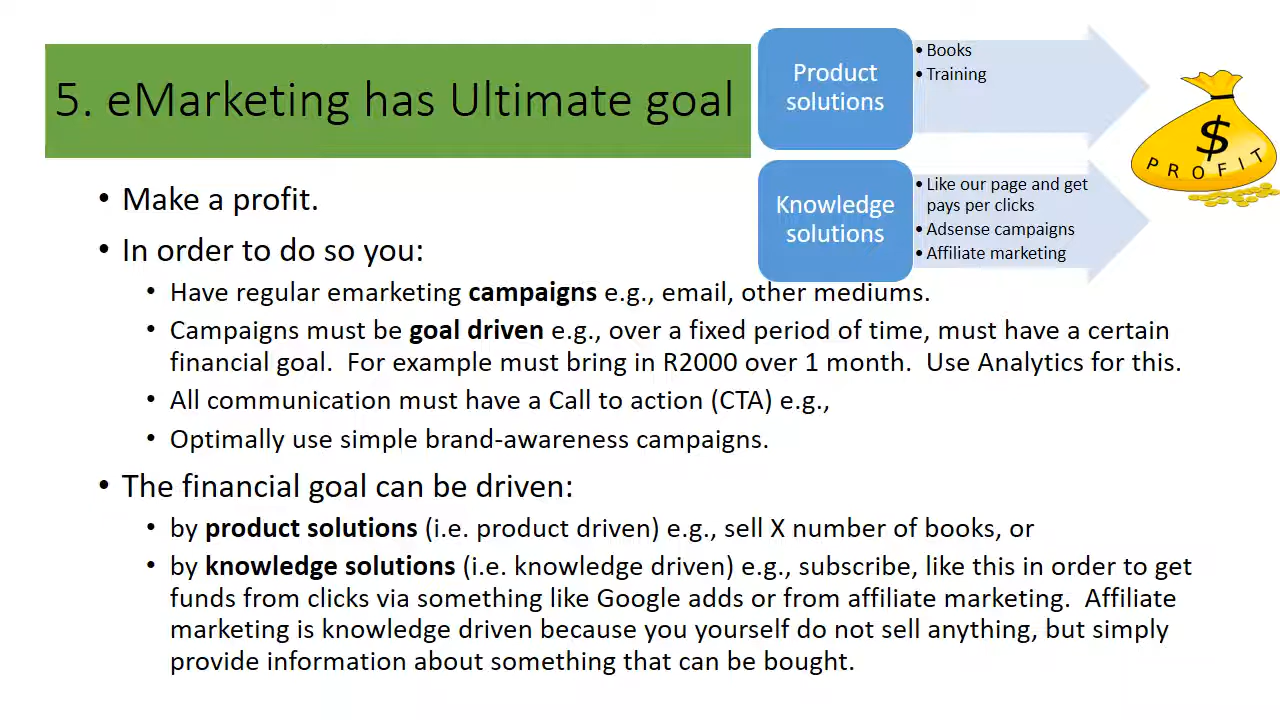 5. eMarketing has Ultimate goal
Product
solutions
• Books
• Training
Knowledge
solutions
• Like our page and get
pays per clicks
• Adsense campaigns
• Affiliate marketing
$
PROFIT
• Make a profit.
• In order to do so you:
• Have regular emarketing campaigns e.g., email, other mediums.
• Campaigns must be goal driven e.g., over a fixed period of time, must have a certain
financial goal.  For example must bring in R2000 over 1 month.  Use Analytics for this.
• All communication must have a Call to action (CTA) e.g.,
• Optimally use simple brand-awareness campaigns.
• The financial goal can be driven:
• by product solutions (i.e. product driven) e.g., sell X number of books, or
• by knowledge solutions (i.e. knowledge driven) e.g., subscribe, like this in order to get
funds from clicks via something like Google adds or from affiliate marketing.  Affiliate
marketing is knowledge driven because you yourself do not sell anything, but simply
provide information about something that can be bought.